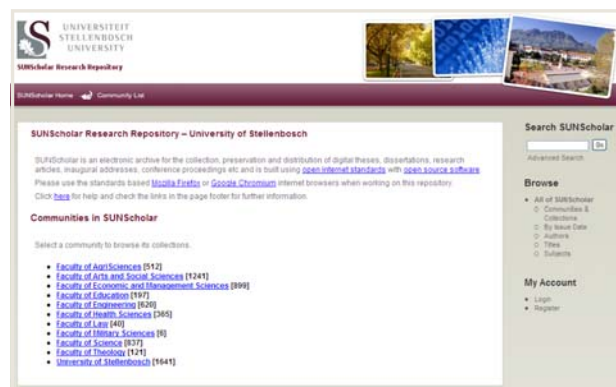 UNIVERSITEIT
STELLENBOSCH
UNIVERSITY
SUNScholar Research Repository
SUNScholar Home Community List
SUNScholar Research Repository – University of Stellenbosch
SUNScholar is an electronic archive for the collection, preservation and distribution of digital theses, dissertations, research
articles, inaugural addresses, conference proceedings etc and is built using open internet standards with open source software
Please use the standards based Mozilla Firefox or Google Chromium internet browsers when working on this repository.
Click here for help and check the links in the page footer for further information.
Communities in SUNScholar
Select a community to browse its collections.
Faculty of AgriSciences [512]
Faculty of Arts and Social Sciences [1241]
Faculty of Economic and Management Sciences [899]
Faculty of Education [197]
Faculty of Engineering [620]
Faculty of Health Sciences [365]
Faculty of Law [40]
Faculty of Military Sciences [6]
Faculty of Science [837]
Faculty of Theology [121]
University of Stellenbosch [1641]
Search SUNScholar
Go
Advanced Search
Browse
All of SUNScholar
Communities &
Collections
By Issue Date
Authors
Titles
Subjects
My Account
Login
Register